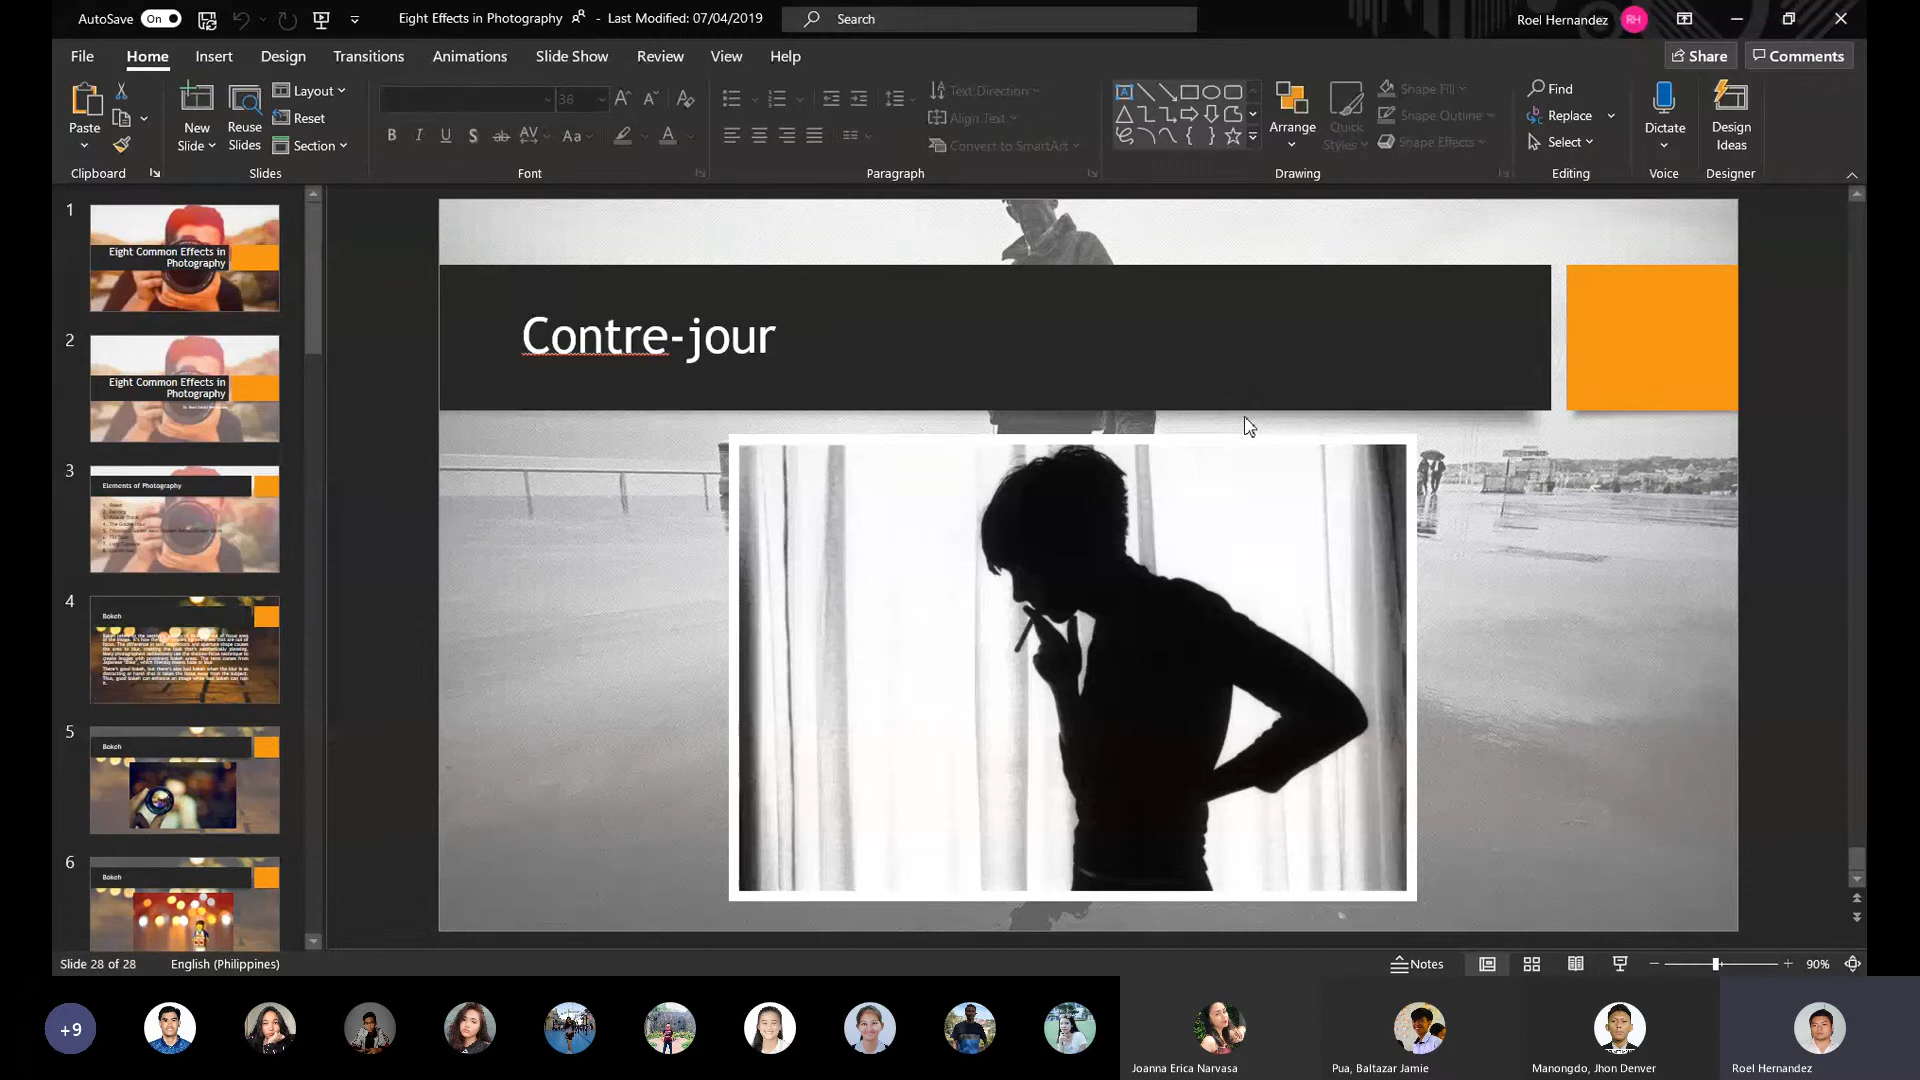 AutoSave On
Eight Effects in Photography - Last Modified: 07/04/2019
Search
Roel Hernandez RH
File Home Insert Design Transitions Animations Slide Show Review View Help
Share Comments
Paste
New Slide
Reuse Slides
Layout
Reset
Section
36
B I U S ab AV Aa A
Text Direction
Align Text
Convert to SmartArt
Arrange
Quick Styles
Shape Fill
Shape Outline
Shape Effects
Find
Replace
Select
Dictate
Design Ideas
Clipboard Slides Font Paragraph Drawing Editing Voice Designer
1
Eight Common Effects in
Photography
2
Eight Common Effects in
Photography
3
Elements of Photography
4
Bokeh
5
Bokeh
6
Bokeh
Contre-jour
Slide 28 of 28 English (Philippines)
Notes
90%
+9
Joanna Erica Narvasa
Pua, Baltazar Jamie
Manongdo, Jhon Denver
Roel Hernandez